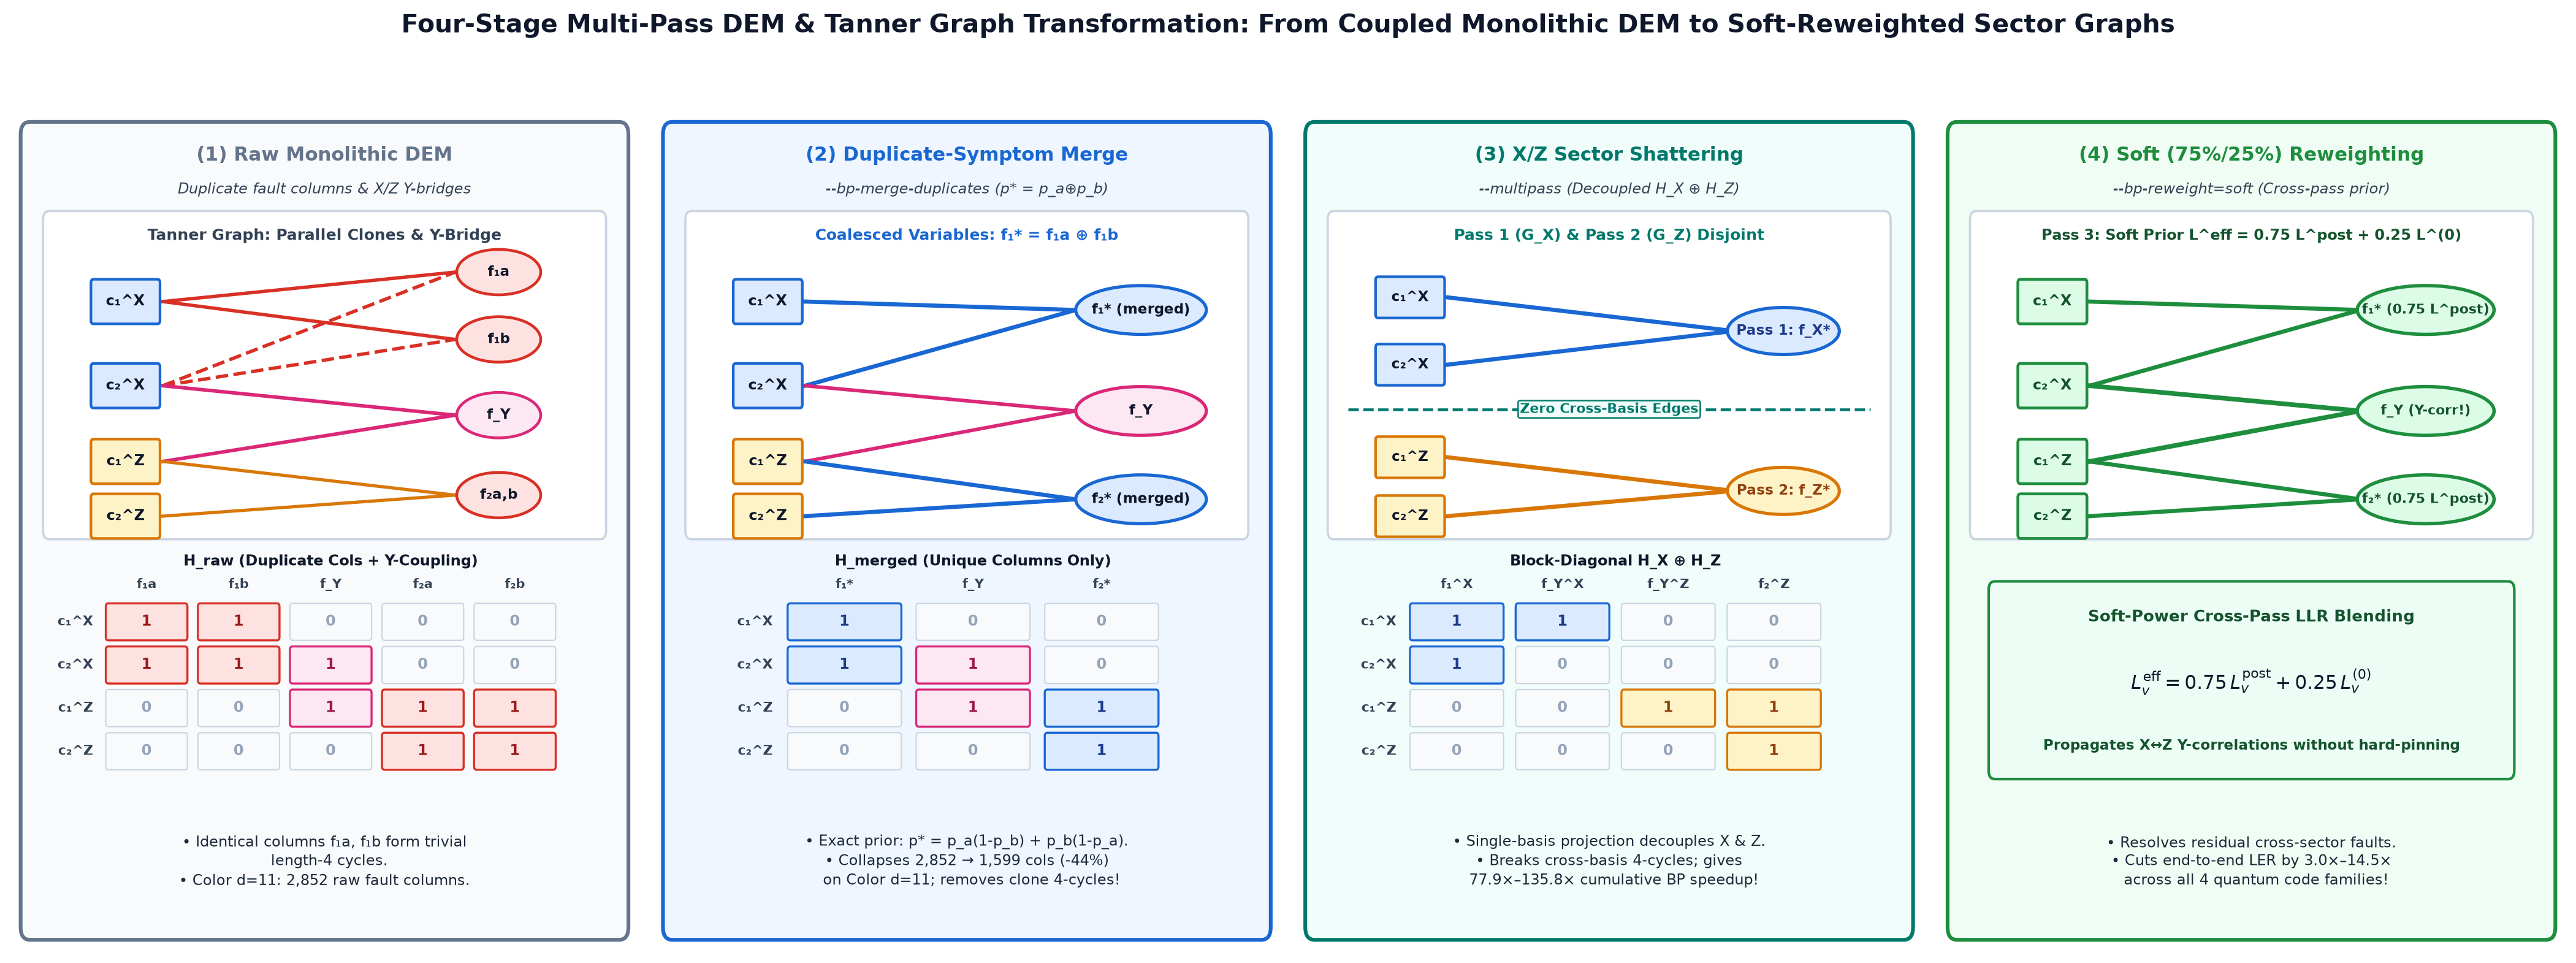 Four-Stage Multi-Pass DEM & Tanner Graph Transformation: From Coupled Monolithic DEM to Soft-Reweighted Sector Graphs
(1) Raw Monolithic DEM
Duplicate fault columns & X/Z Y-bridges
Tanner Graph: Parallel Clones & Y-Bridge
c₁^X
c₂^X
c₁^Z
c₂^Z
f₁a
f₁b
f_Y
f₂a,b
H_raw (Duplicate Cols + Y-Coupling)
f₁a f₁b f_Y f₂a f₂b
c₁^X 1 1 0 0 0
c₂^X 1 1 1 0 0
c₁^Z 0 0 1 1 1
c₂^Z 0 0 0 1 1
• Identical columns f₁a, f₁b form trivial
length-4 cycles.
• Color d=11: 2,852 raw fault columns.
(2) Duplicate-Symptom Merge
--bp-merge-duplicates (p* = p_a⊕p_b)
Coalesced Variables: f₁* = f₁a ⊕ f₁b
c₁^X
c₂^X
c₁^Z
c₂^Z
f₁* (merged)
f_Y
f₂* (merged)
H_merged (Unique Columns Only)
f₁* f_Y f₂*
c₁^X 1 0 0
c₂^X 1 1 0
c₁^Z 0 1 1
c₂^Z 0 0 1
• Exact prior: p* = p_a(1-p_b) + p_b(1-p_a).
• Collapses 2,852 → 1,599 cols (-44%)
on Color d=11; removes clone 4-cycles!
(3) X/Z Sector Shattering
--multipass (Decoupled H_X ⊕ H_Z)
Pass 1 (G_X) & Pass 2 (G_Z) Disjoint
c₁^X
c₂^X
Pass 1: f_X*
Zero Cross-Basis Edges
c₁^Z
c₂^Z
Pass 2: f_Z*
Block-Diagonal H_X ⊕ H_Z
f₁^X f_Y^X f_Y^Z f₂^Z
c₁^X 1 1 0 0
c₂^X 1 0 0 0
c₁^Z 0 0 1 1
c₂^Z 0 0 0 1
• Single-basis projection decouples X & Z.
• Breaks cross-basis 4-cycles; gives
77.9×–135.8× cumulative BP speedup!
(4) Soft (75%/25%) Reweighting
--bp-reweight=soft (Cross-pass prior)
Pass 3: Soft Prior L^eff = 0.75 L^post + 0.25 L^(0)
c₁^X
c₂^X
c₁^Z
c₂^Z
f₁* (0.75 L^post)
f_Y (Y-corr!)
f₂* (0.75 L^post)
Soft-Power Cross-Pass LLR Blending
L_v^eff = 0.75 L_v^post + 0.25 L_v^(0)
Propagates X↔Z Y-correlations without hard-pinning
• Resolves residual cross-sector faults.
• Cuts end-to-end LER by 3.0×–14.5×
across all 4 quantum code families!